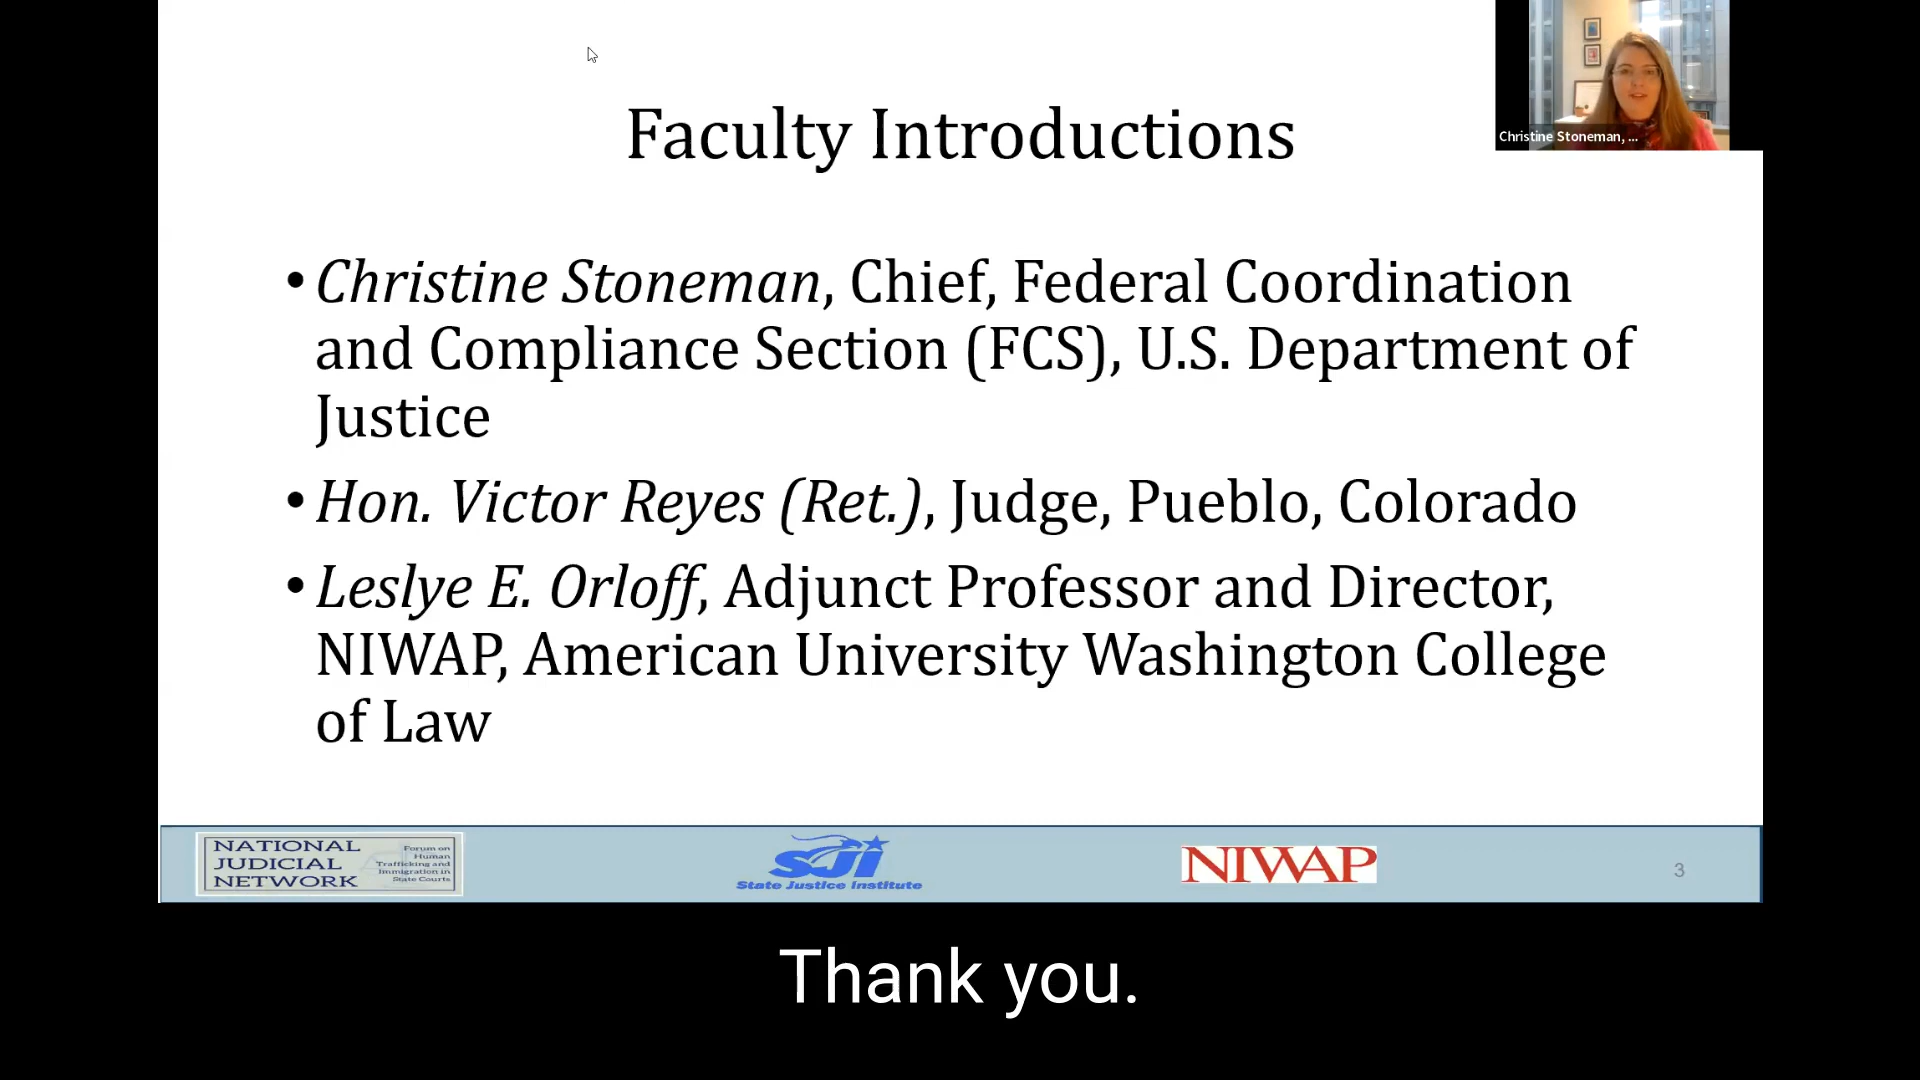 Faculty Introductions
Christine Stoneman, ...
• Christine Stoneman, Chief, Federal Coordination
and Compliance Section (FCS), U.S. Department of
Justice
• Hon. Victor Reyes (Ret.), Judge, Pueblo, Colorado
• Leslye E. Orloff, Adjunct Professor and Director,
NIWAP, American University Washington College
of Law
NATIONAL
JUDICIAL
NETWORK
Forum on
Human
Trafficking and
Immigration in
State Courts
SJI
State Justice Institute
NIWAP
3
Thank you.